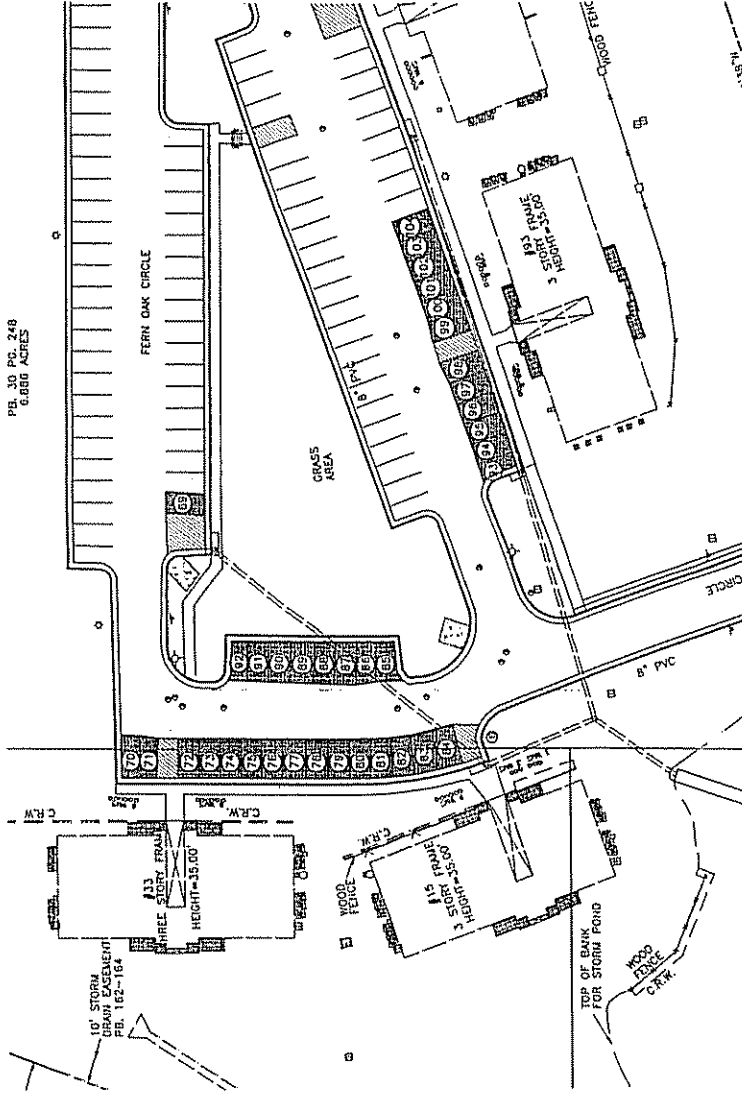 PB. 30 PG. 248
6.886 ACRES
FERN OAK CIRCLE
WOOD FENCE
104
103
102
101
100
99
98
97
96
95
94
93
#93
3 STORY FRAME
HEIGHT=35.00'
8" PVC
GRASS
AREA
69
CIRCLE
92
91
90
89
88
87
86
85
8" PVC
70
71
72
73
74
75
76
77
78
79
80
81
82
83
84
C.R.W.
C.R.W.
#33
THREE STORY FRAME
HEIGHT=35.00'
WOOD
FENCE
C.R.W.
#15
3 STORY FRAME
HEIGHT=35.00'
10' STORM
DRAIN EASEMENT
PB. 162-164
TOP OF BANK
FOR STORM POND
WOOD
FENCE
C.R.W.